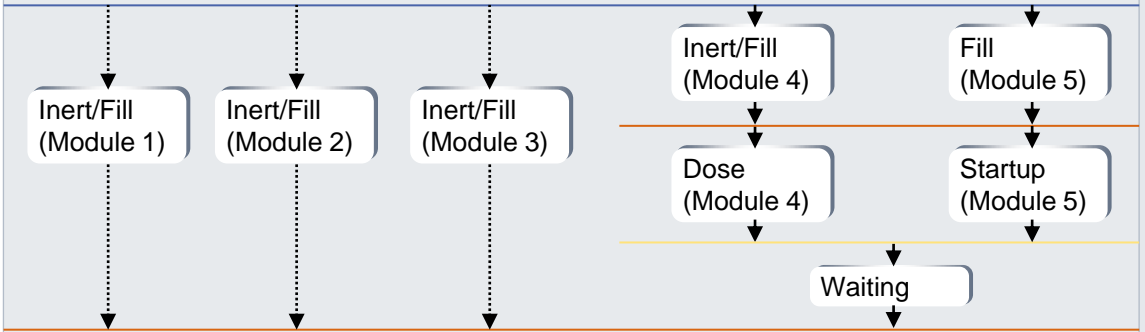 Inert/Fill
(Module 4)
Fill
(Module 5)
Inert/Fill
(Module 1)
Inert/Fill
(Module 2)
Inert/Fill
(Module 3)
Dose
(Module 4)
Startup
(Module 5)
Waiting